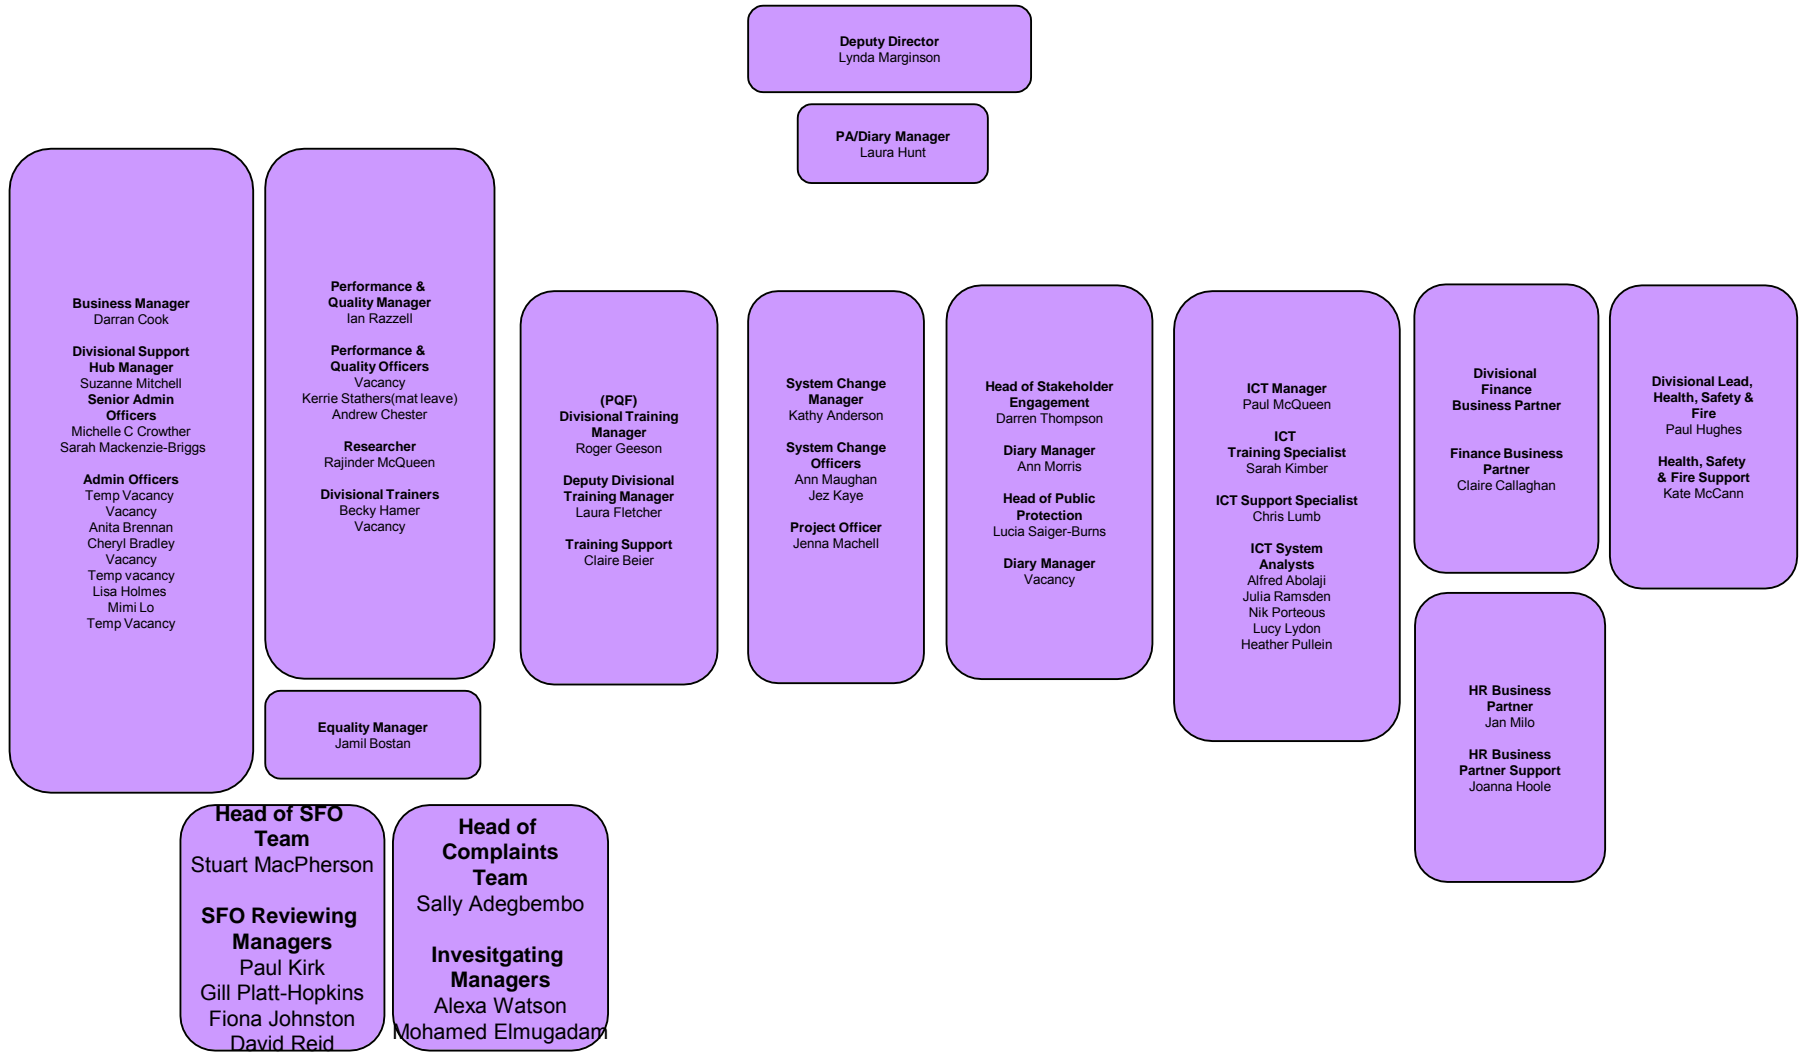 Deputy Director
Lynda Marginson
PA/Diary Manager
Laura Hunt
Business Manager
Darran Cook
Divisional Support
Hub Manager
Suzanne Mitchell
Senior Admin
Officers
Michelle C Crowther
Sarah Mackenzie-Briggs
Admin Officers
Temp Vacancy
Vacancy
Anita Brennan
Cheryl Bradley
Vacancy
Temp vacancy
Lisa Holmes
Mimi Lo
Temp Vacancy
Performance &
Quality Manager
Ian Razzell
Performance &
Quality Officers
Vacancy
Kerrie Stathers(mat leave)
Andrew Chester
Researcher
Rajinder McQueen
Divisional Trainers
Becky Hamer
Vacancy
(PQF)
Divisional Training
Manager
Roger Geeson
Deputy Divisional
Training Manager
Laura Fletcher
Training Support
Claire Beier
System Change
Manager
Kathy Anderson
System Change
Officers
Ann Maughan
Jez Kaye
Project Officer
Jenna Machell
Head of Stakeholder
Engagement
Darren Thompson
Diary Manager
Ann Morris
Head of Public
Protection
Lucia Saiger-Burns
Diary Manager
Vacancy
ICT Manager
Paul McQueen
ICT
Training Specialist
Sarah Kimber
ICT Support Specialist
Chris Lumb
ICT System
Analysts
Alfred Abolaji
Julia Ramsden
Nik Porteous
Lucy Lydon
Heather Pullein
Divisional
Finance
Business Partner
Finance Business
Partner
Claire Callaghan
Divisional Lead,
Health, Safety &
Fire
Paul Hughes
Health, Safety
& Fire Support
Kate McCann
HR Business
Partner
Jan Milo
HR Business
Partner Support
Joanna Hoole
Equality Manager
Jamil Bostan
Head of SFO
Team
Stuart MacPherson
SFO Reviewing
Managers
Paul Kirk
Gill Platt-Hopkins
Fiona Johnston
David Reid
Head of
Complaints
Team
Sally Adegbembo
Invesitgating
Managers
Alexa Watson
Mohamed Elmugadam